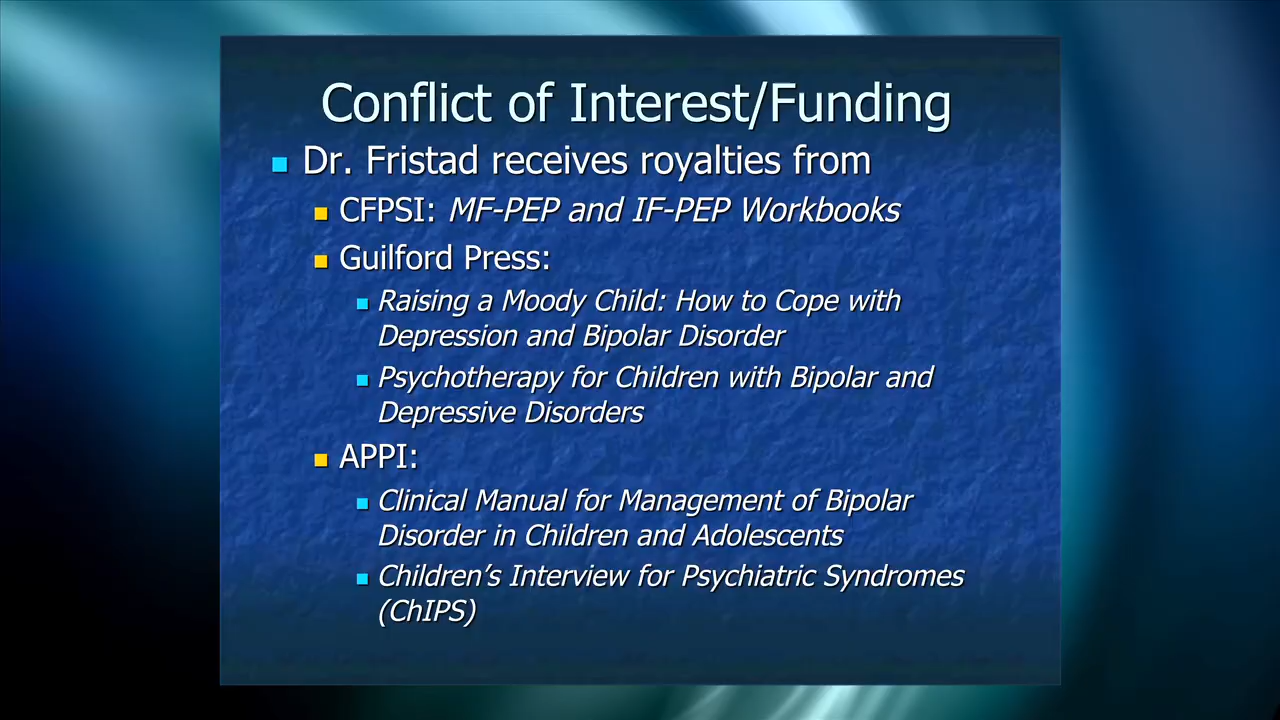 Conflict of Interest/Funding
Dr. Fristad receives royalties from
CFPSI: MF-PEP and IF-PEP Workbooks
Guilford Press:
Raising a Moody Child: How to Cope with
Depression and Bipolar Disorder
Psychotherapy for Children with Bipolar and
Depressive Disorders
APPI:
Clinical Manual for Management of Bipolar
Disorder in Children and Adolescents
Children’s Interview for Psychiatric Syndromes
(ChIPS)